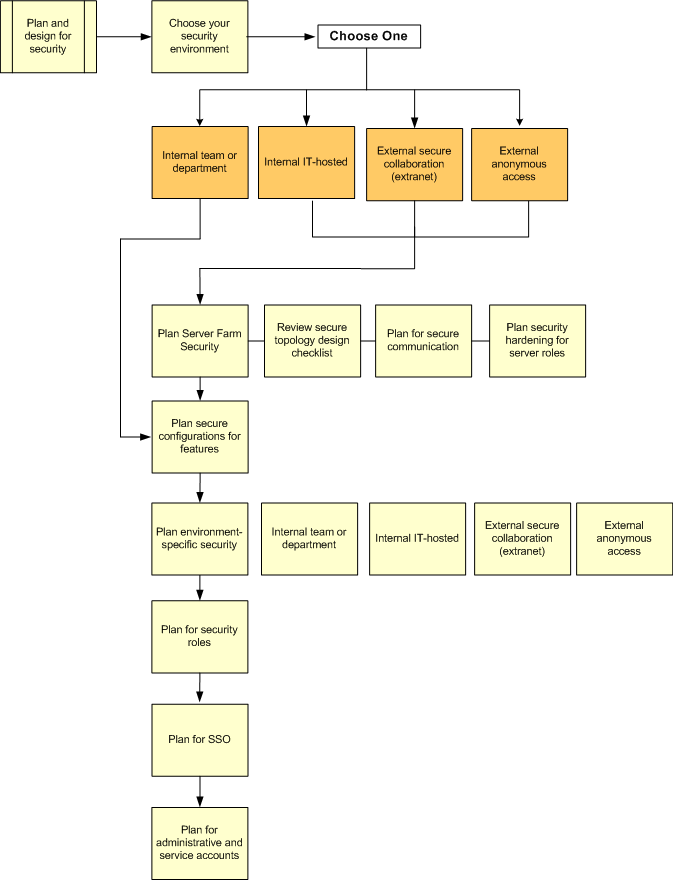 Plan and
design for
security
Choose your
security
environment
Choose One
Internal team or
department
Internal IT-hosted
External secure
collaboration
(extranet)
External
anonymous
access
Plan Server Farm
Security
Review secure
topology design
checklist
Plan for secure
communication
Plan security
hardening for
server roles
Plan secure
configurations for
features
Plan environment-
specific security
Internal team or
department
Internal IT-hosted
External secure
collaboration
(extranet)
External
anonymous
access
Plan for security
roles
Plan for SSO
Plan for
administrative and
service accounts